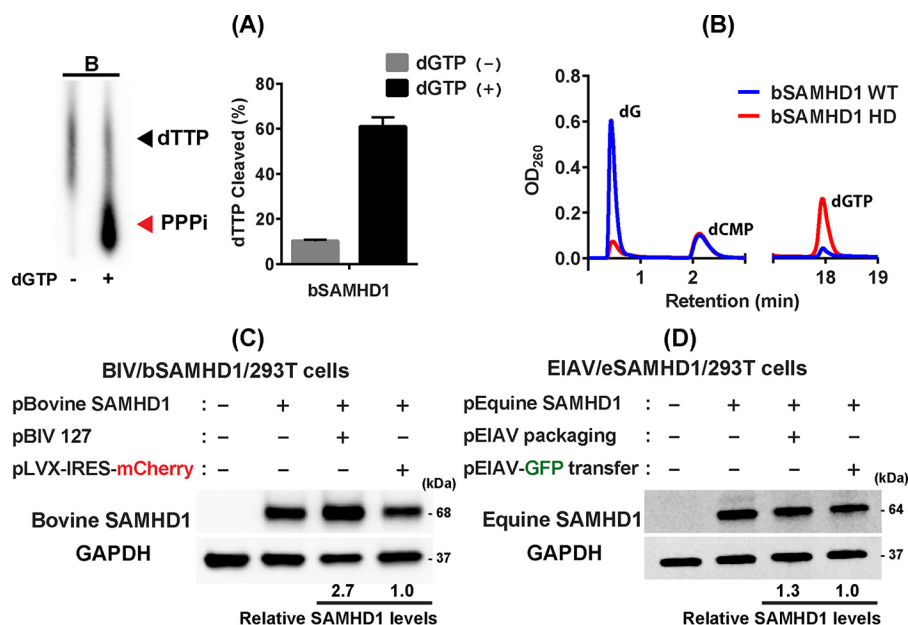 (A)
B
dTTP
PPPi
dGTP - +
dGTP (−)
dGTP (+)
dTTP Cleaved (%)
80
60
40
20
0
bSAMHD1
(B)
bSAMHD1 WT
bSAMHD1 HD
OD260
0.6
0.4
0.2
0.0
dG
dCMP
dGTP
1 2 18 19
Retention (min)
(C)
BIV/bSAMHD1/293T cells
pBovine SAMHD1 : − + + +
pBIV 127 : − − + −
pLVX-IRES-mCherry : − − − +
(kDa)
Bovine SAMHD1 - 68
GAPDH - 37
2.7 1.0
Relative SAMHD1 levels
(D)
EIAV/eSAMHD1/293T cells
pEquine SAMHD1 : − + + +
pEIAV packaging : − − + −
pEIAV-GFP transfer : − − − +
(kDa)
Equine SAMHD1 - 64
GAPDH - 37
1.3 1.0
Relative SAMHD1 levels